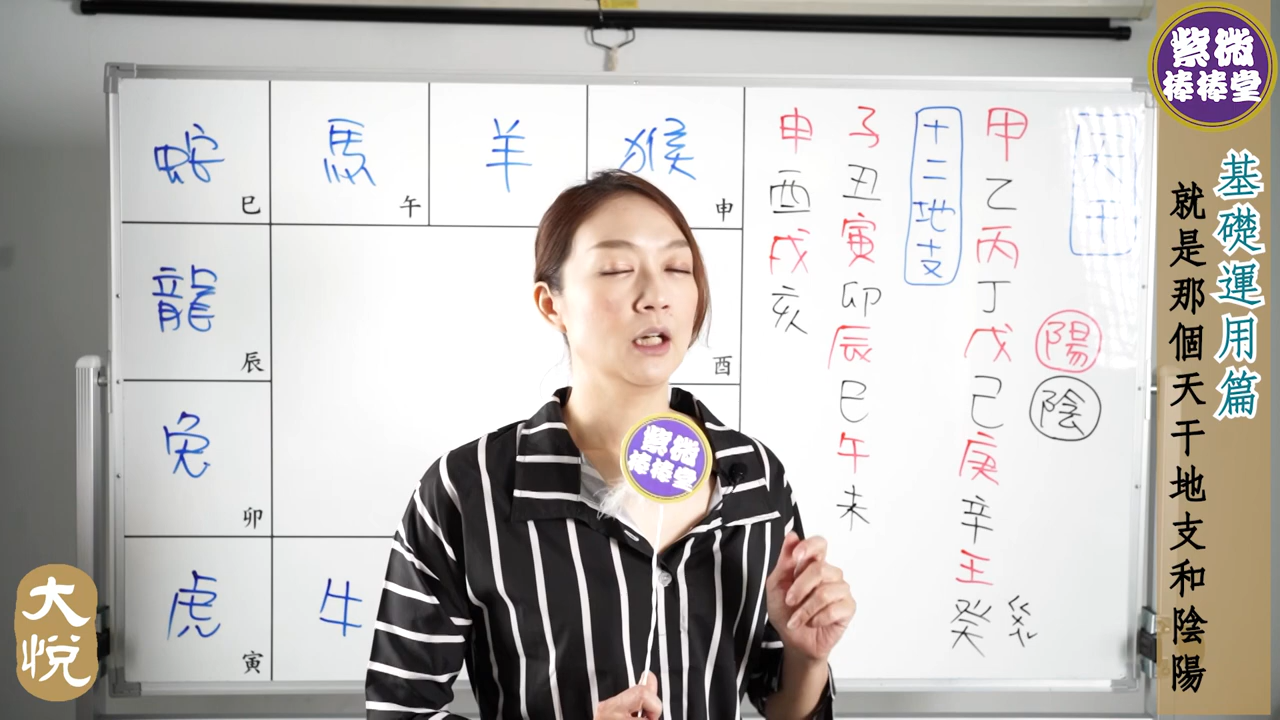 紫微
棒棒堂
基礎運用篇
就是那個天干地支和陰陽
天干
甲乙丙丁戊己庚辛壬癸
ㄍㄨㄟˇ
陽
陰
十二地支
子丑寅卯辰巳午未
申酉戌亥
蛇
巳
馬
午
羊
猴
申
龍
辰
酉
兔
卯
虎
寅
牛
紫微
棒棒堂
大悅